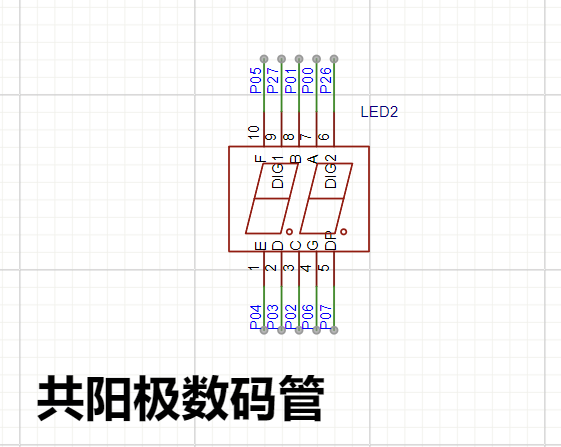 P05 P27 P01 P00 P26
LED2
10 9 8 7 6
F DIG1 B A DIG2
E D C G DP
1 2 3 4 5
P04 P03 P02 P06 P07
共阳极数码管